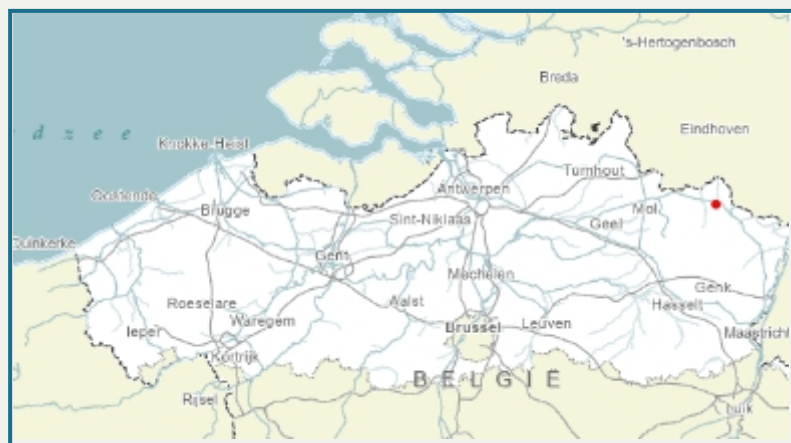 's-Hertogenbosch
Breda
dzee
Eindhoven
Knokke-Heist
Turnhout
Antwerpen
Oostende
Brugge
Mol
Sint-Niklaas
Geel
Duinkerke
Gent
Mechelen
Genk
Aalst
Roeselare
Hasselt
Waregem
Brussel
Leuven
Ieper
Maastricht
Kortrijk
BELGIË
Rijsel
Luik